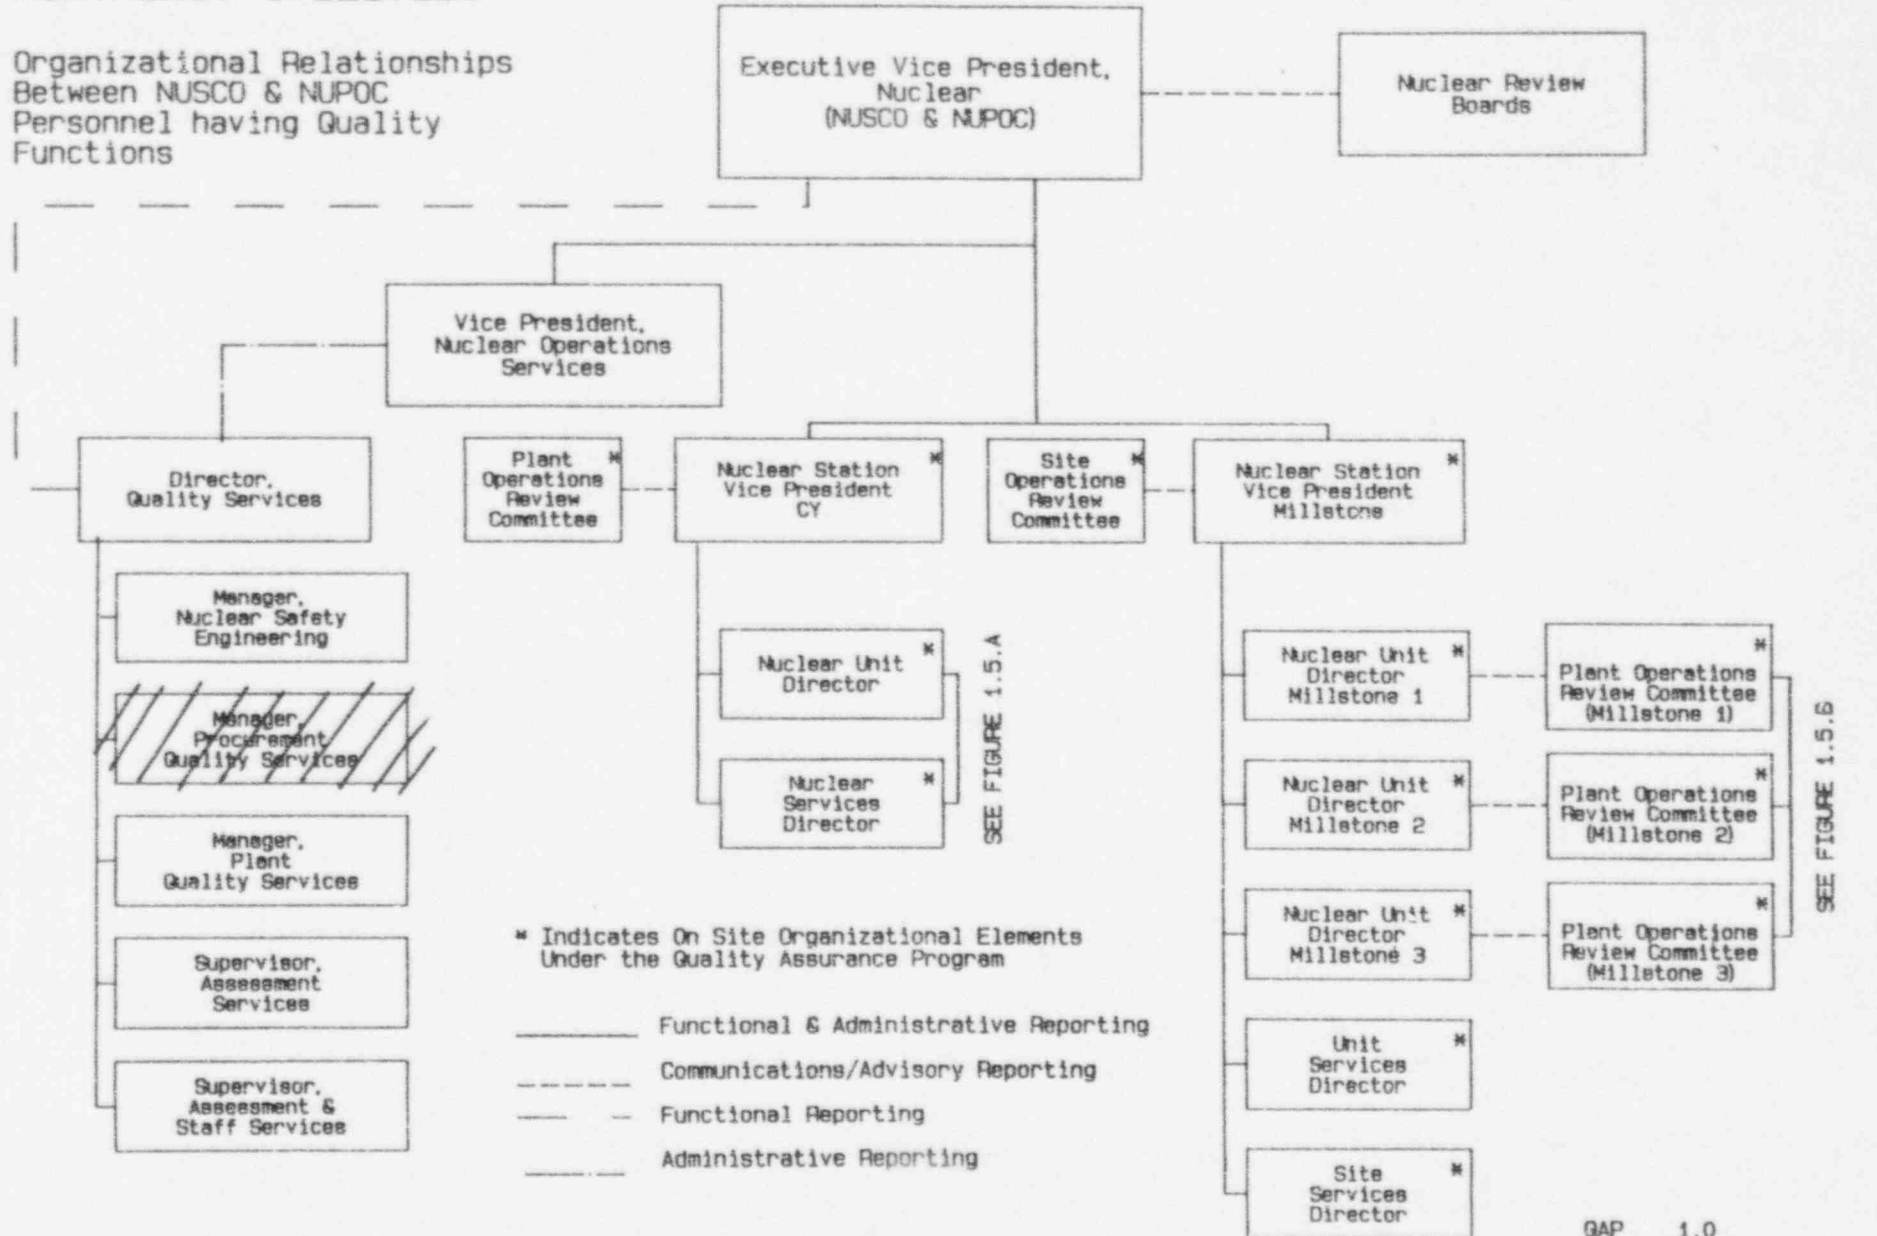 Organizational Relationships
Between NUSCO & NUPOC
Personnel having Quality
Functions
Executive Vice President,
Nuclear
(NUSCO & NUPOC)
Nuclear Review
Boards
Vice President,
Nuclear Operations
Services
Director,
Quality Services
Plant *
Operations
Review
Committee
Nuclear Station *
Vice President
CY
Site *
Operations
Review
Committee
Nuclear Station *
Vice President
Millstone
Manager,
Nuclear Safety
Engineering
Manager,
Procurement
Quality Services
Manager,
Plant
Quality Services
Supervisor,
Assessment
Services
Supervisor,
Assessment &
Staff Services
Nuclear Unit *
Director
Nuclear *
Services
Director
SEE FIGURE 1.5.A
Nuclear Unit *
Director
Millstone 1
*
Plant Operations
Review Committee
(Millstone 1)
Nuclear Unit *
Director
Millstone 2
*
Plant Operations
Review Committee
(Millstone 2)
Nuclear Unit *
Director
Millstone 3
*
Plant Operations
Review Committee
(Millstone 3)
Unit *
Services
Director
Site *
Services
Director
SEE FIGURE 1.5.B
* Indicates On Site Organizational Elements
Under the Quality Assurance Program
Functional & Administrative Reporting
Communications/Advisory Reporting
Functional Reporting
Administrative Reporting
QAP 1.0